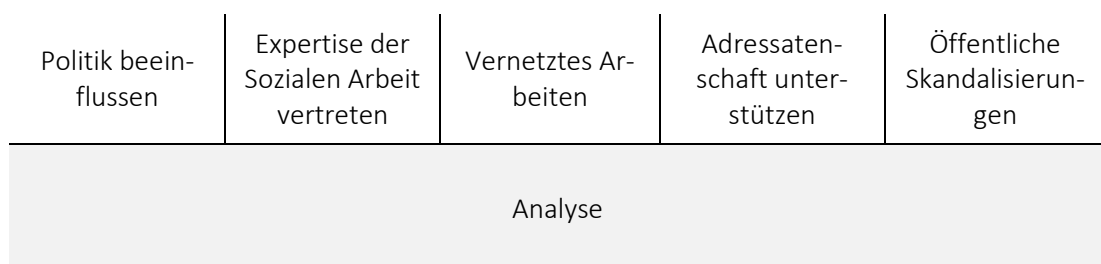 Politik beein-
flussen
Expertise der
Sozialen Arbeit
vertreten
Vernetztes Ar-
beiten
Adressaten-
schaft unter-
stützen
Öffentliche
Skandalisierun-
gen
Analyse